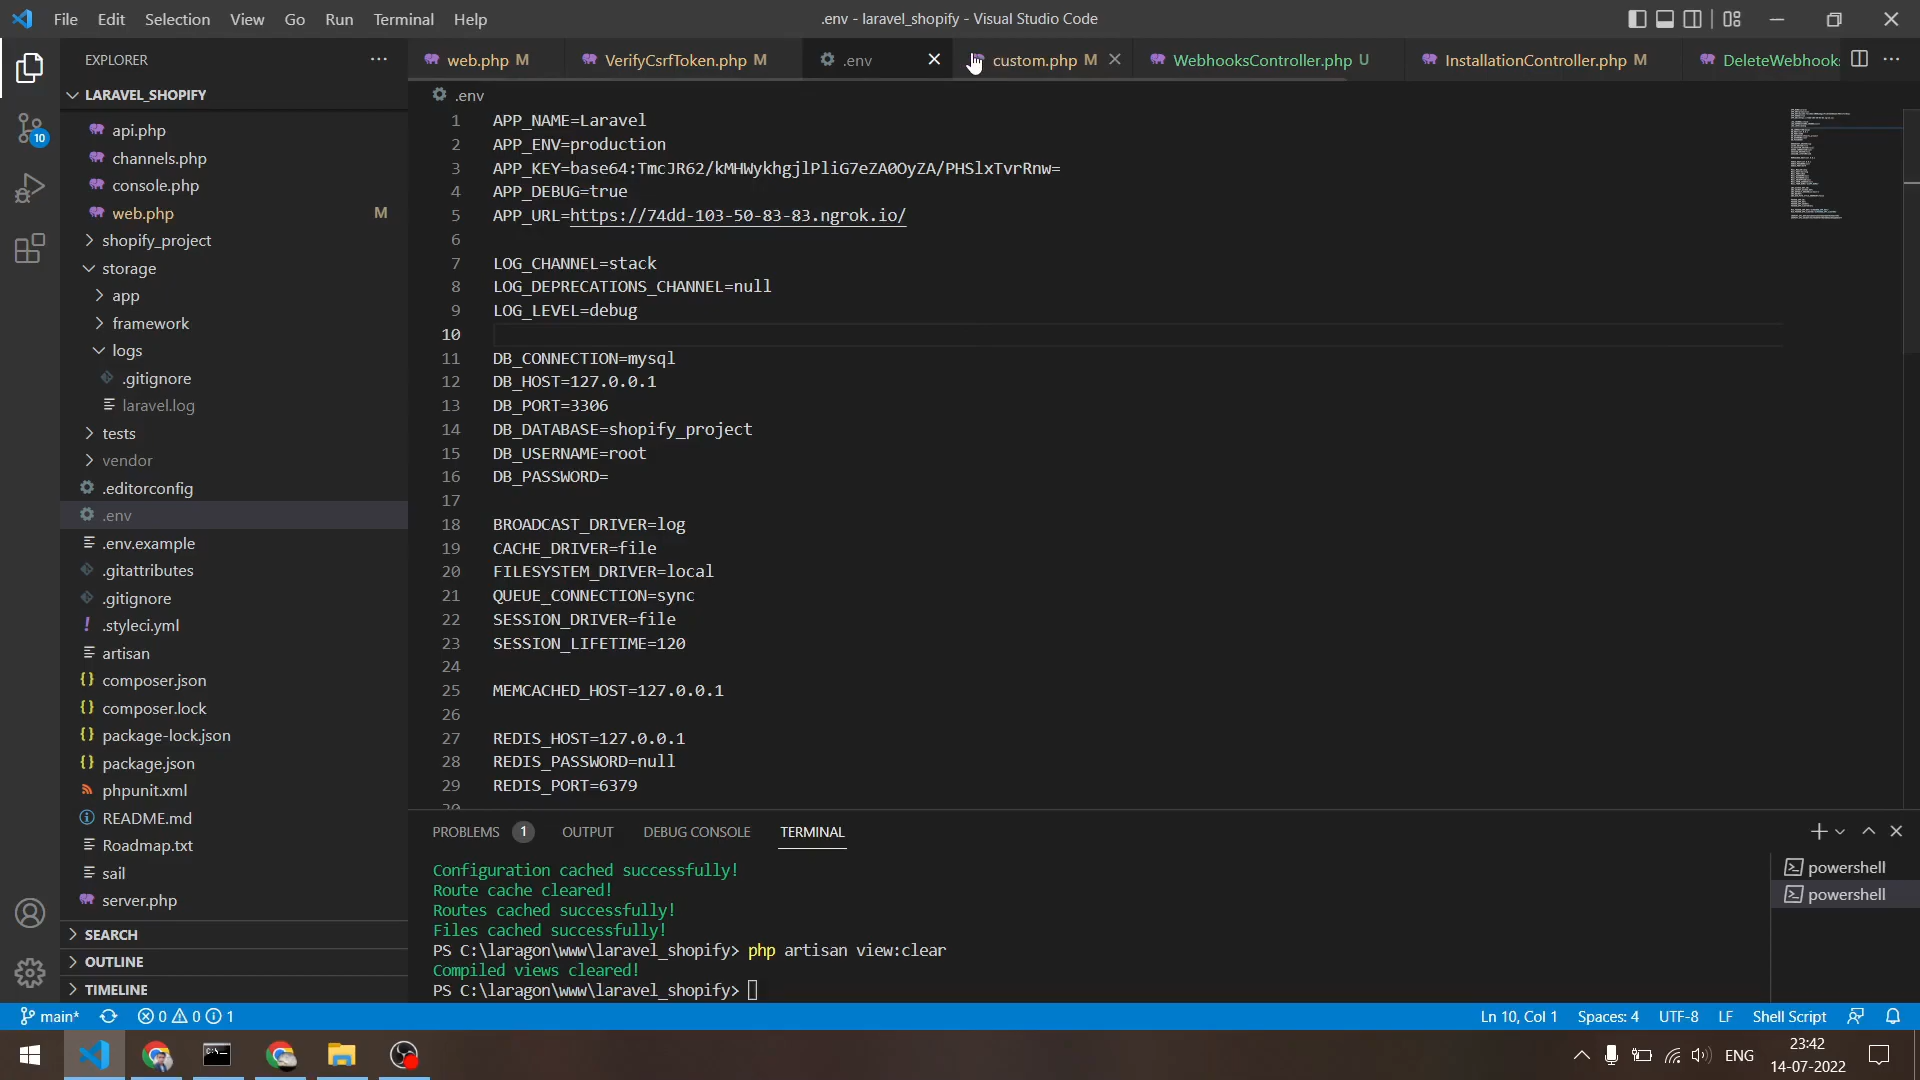 File Edit Selection View Go Run Terminal Help
.env - laravel_shopify - Visual Studio Code
EXPLORER
web.php M
VerifyCsrfToken.php M
.env
custom.php M
WebhooksController.php U
InstallationController.php M
DeleteWebhook
LARAVEL_SHOPIFY
api.php
channels.php
console.php
web.php M
shopify_project
storage
app
framework
logs
.gitignore
laravel.log
tests
vendor
.editorconfig
.env
.env.example
.gitattributes
.gitignore
.styleci.yml
artisan
composer.json
composer.lock
package-lock.json
package.json
phpunit.xml
README.md
Roadmap.txt
sail
server.php
SEARCH
OUTLINE
TIMELINE
10
.env
1 APP_NAME=Laravel
2 APP_ENV=production
3 APP_KEY=base64:TmcJR62/kMHWykhgjlPliG7eZA0OyZA/PHSlxTvrRnw=
4 APP_DEBUG=true
5 APP_URL=https://74dd-103-50-83-83.ngrok.io/
6
7 LOG_CHANNEL=stack
8 LOG_DEPRECATIONS_CHANNEL=null
9 LOG_LEVEL=debug
10
11 DB_CONNECTION=mysql
12 DB_HOST=127.0.0.1
13 DB_PORT=3306
14 DB_DATABASE=shopify_project
15 DB_USERNAME=root
16 DB_PASSWORD=
17
18 BROADCAST_DRIVER=log
19 CACHE_DRIVER=file
20 FILESYSTEM_DRIVER=local
21 QUEUE_CONNECTION=sync
22 SESSION_DRIVER=file
23 SESSION_LIFETIME=120
24
25 MEMCACHED_HOST=127.0.0.1
26
27 REDIS_HOST=127.0.0.1
28 REDIS_PASSWORD=null
29 REDIS_PORT=6379
30
PROBLEMS 1 OUTPUT DEBUG CONSOLE TERMINAL
Configuration cached successfully!
Route cache cleared!
Routes cached successfully!
Files cached successfully!
PS C:\laragon\www\laravel_shopify> php artisan view:clear
Compiled views cleared!
PS C:\laragon\www\laravel_shopify>
powershell
powershell
main* 0 0 1
Ln 10, Col 1 Spaces: 4 UTF-8 LF Shell Script
ENG
23:42
14-07-2022